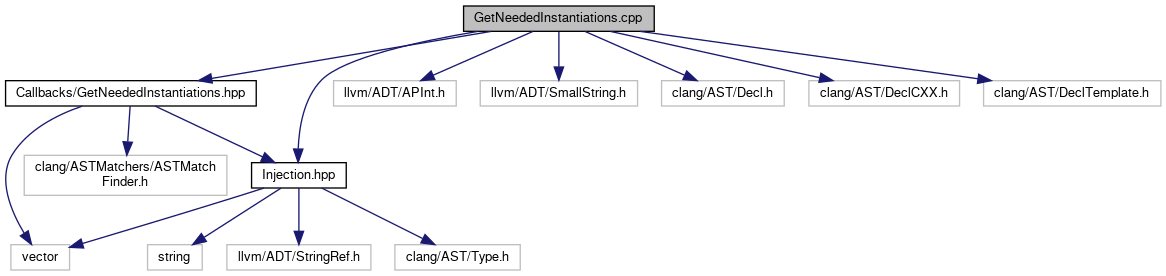 GetNeededInstantiations.cpp
Callbacks/GetNeededInstantiations.hpp
llvm/ADT/APInt.h
llvm/ADT/SmallString.h
clang/AST/Decl.h
clang/AST/DeclCXX.h
clang/AST/DeclTemplate.h
clang/ASTMatchers/ASTMatch
Finder.h
Injection.hpp
vector
string
llvm/ADT/StringRef.h
clang/AST/Type.h